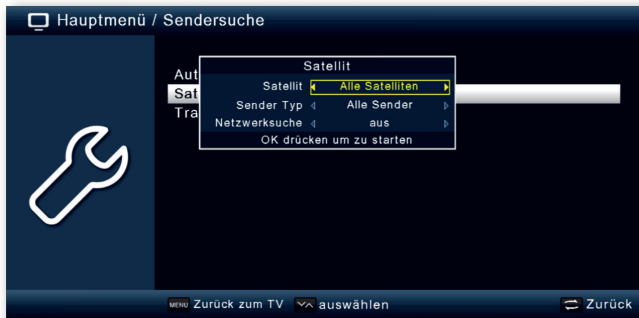 Hauptmenü / Sendersuche
Satellit
Aut
Satellit Alle Satelliten
Sat
Sender Typ Alle Sender
Tra
Netzwerksuche aus
OK drücken um zu starten
MENU Zurück zum TV auswählen Zurück